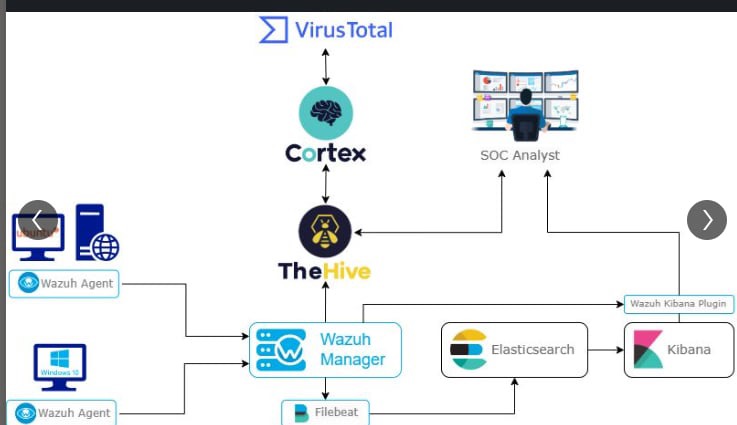 VirusTotal
Cortex
SOC Analyst
ubuntu
TheHive
Wazuh Agent
Wazuh Kibana Plugin
Wazuh
Manager
Elasticsearch
Kibana
Windows 10
Wazuh Agent
Filebeat